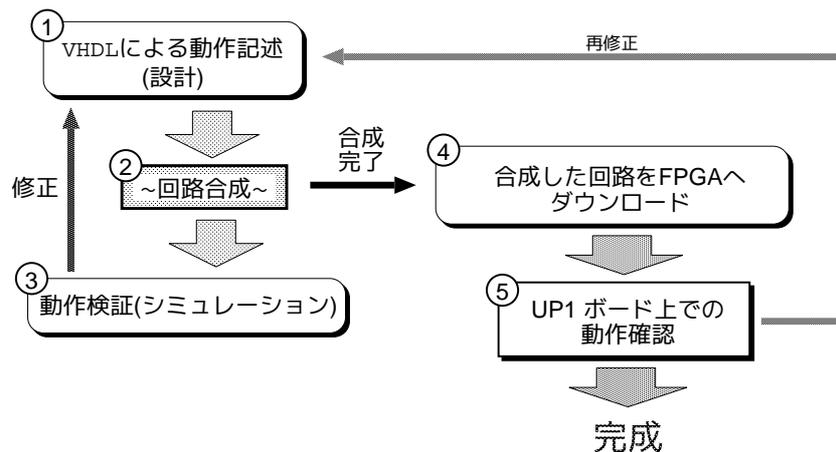 ①
VHDLによる動作記述
(設計)
再修正
②
~回路合成~
合成
完了
修正
③
動作検証(シミュレーション)
④
合成した回路をFPGAへ
ダウンロード
⑤
UP1 ボード上での
動作確認
完成